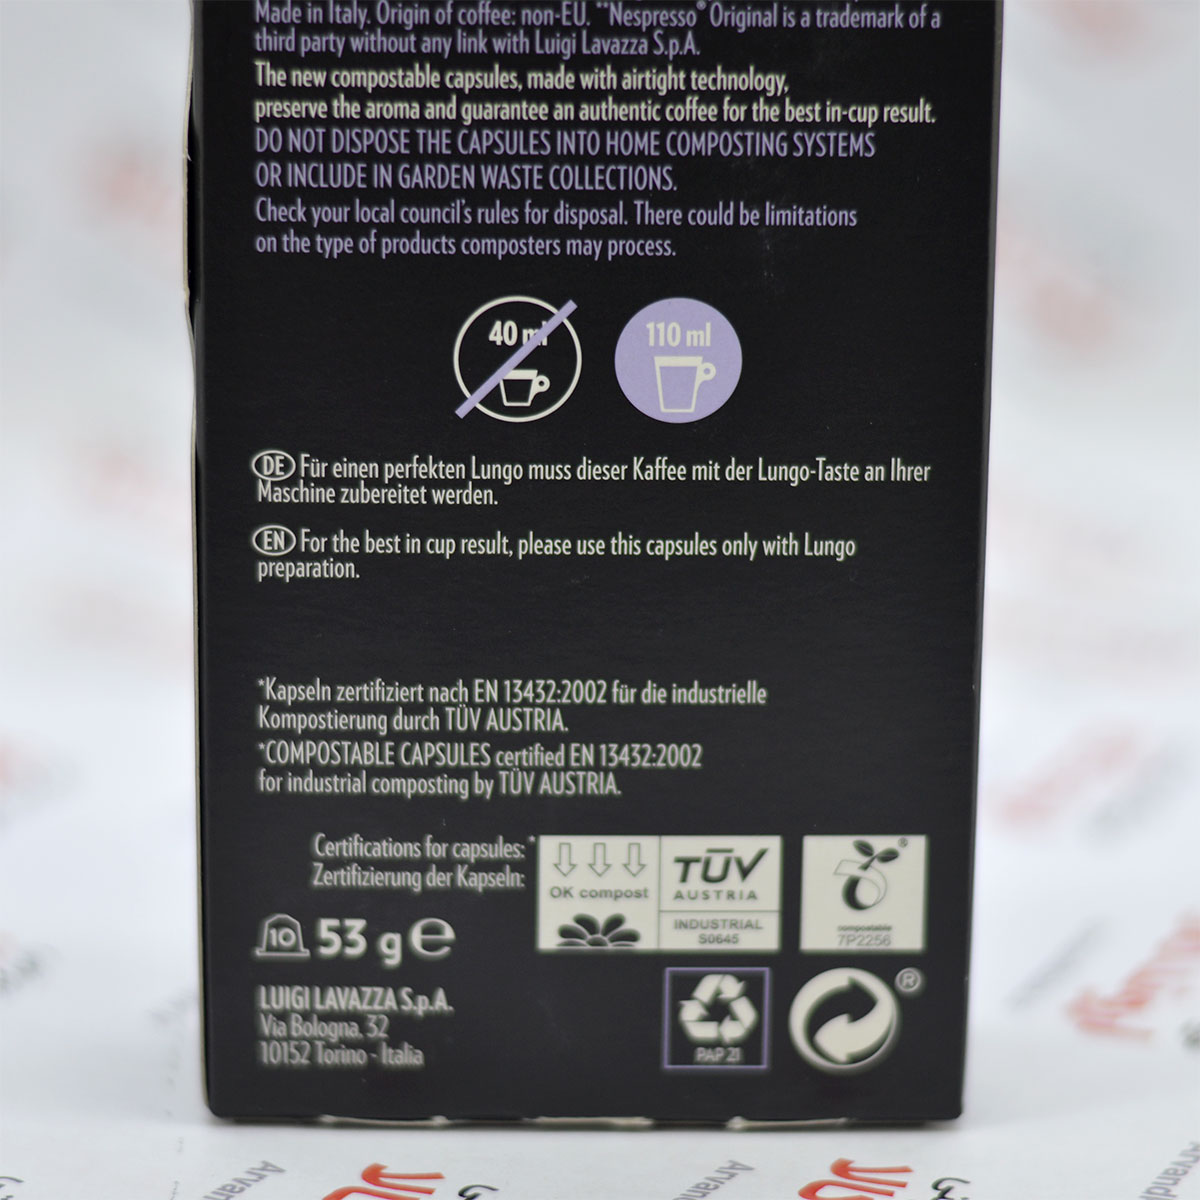 Made in Italy. Origin of coffee: non-EU. **Nespresso® Original is a trademark of a
third party without any link with Luigi Lavazza S.p.A.
The new compostable capsules, made with airtight technology,
preserve the aroma and guarantee an authentic coffee for the best in-cup result.
DO NOT DISPOSE THE CAPSULES INTO HOME COMPOSTING SYSTEMS
OR INCLUDE IN GARDEN WASTE COLLECTIONS.
Check your local council's rules for disposal. There could be limitations
on the type of products composters may process.
40 ml
110 ml
DE Für einen perfekten Lungo muss dieser Kaffee mit der Lungo-Taste an Ihrer
Maschine zubereitet werden.
EN For the best in cup result, please use this capsules only with Lungo
preparation.
*Kapseln zertifiziert nach EN 13432:2002 für die industrielle
Kompostierung durch TÜV AUSTRIA.
*COMPOSTABLE CAPSULES certified EN 13432:2002
for industrial composting by TÜV AUSTRIA.
Certifications for capsules: *
Zertifizierung der Kapseln:
OK compost
TÜV
AUSTRIA
INDUSTRIAL
S0645
®
compostable
7P2256
10 53 g e
LUIGI LAVAZZA S.p.A.
Via Bologna, 32
10152 Torino - Italia
PAP 21
®